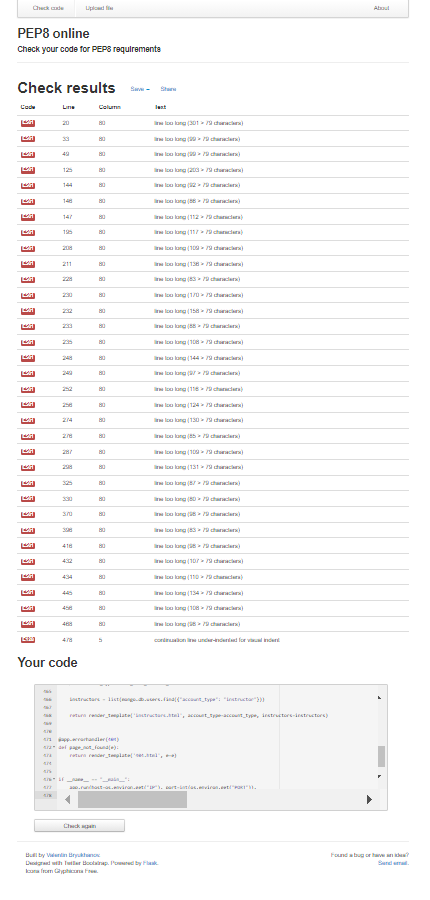 Check code Upload file About
PEP8 online
Check your code for PEP8 requirements
Check results Save Share
Code Line Column Text
E501 20 80 line too long (301 > 79 characters)
E501 33 80 line too long (99 > 79 characters)
E501 49 80 line too long (99 > 79 characters)
E501 125 80 line too long (203 > 79 characters)
E501 144 80 line too long (92 > 79 characters)
E501 146 80 line too long (86 > 79 characters)
E501 147 80 line too long (112 > 79 characters)
E501 195 80 line too long (117 > 79 characters)
E501 208 80 line too long (109 > 79 characters)
E501 211 80 line too long (136 > 79 characters)
E501 228 80 line too long (83 > 79 characters)
E501 230 80 line too long (170 > 79 characters)
E501 232 80 line too long (158 > 79 characters)
E501 233 80 line too long (88 > 79 characters)
E501 235 80 line too long (108 > 79 characters)
E501 248 80 line too long (144 > 79 characters)
E501 249 80 line too long (97 > 79 characters)
E501 252 80 line too long (116 > 79 characters)
E501 256 80 line too long (124 > 79 characters)
E501 274 80 line too long (130 > 79 characters)
E501 276 80 line too long (85 > 79 characters)
E501 287 80 line too long (109 > 79 characters)
E501 298 80 line too long (131 > 79 characters)
E501 325 80 line too long (87 > 79 characters)
E501 330 80 line too long (80 > 79 characters)
E501 370 80 line too long (98 > 79 characters)
E501 398 80 line too long (83 > 79 characters)
E501 416 80 line too long (98 > 79 characters)
E501 432 80 line too long (107 > 79 characters)
E501 434 80 line too long (110 > 79 characters)
E501 445 80 line too long (134 > 79 characters)
E501 456 80 line too long (108 > 79 characters)
E501 468 80 line too long (98 > 79 characters)
E128 478 5 continuation line under-indented for visual indent
Your code
465
466 instructors = list(mongo.db.users.find({"account_type": "instructor"}))
467
468 return render_template("instructors.html", account_type=account_type, instructors=instructors)
469
470
471 @app.errorhandler(404)
472 def page_not_found(e):
473 return render_template("404.html", e=e)
474
475
476 if __name__ == "__main__":
477 app.run(host=os.environ.get("IP"), port=int(os.environ.get("PORT")),
478
Check again
Built by Valentin Bryukhanov. Found a bug or have an idea?
Designed with Twitter Bootstrap. Powered by Flask. Send email.
Icons from Glyphicons Free.